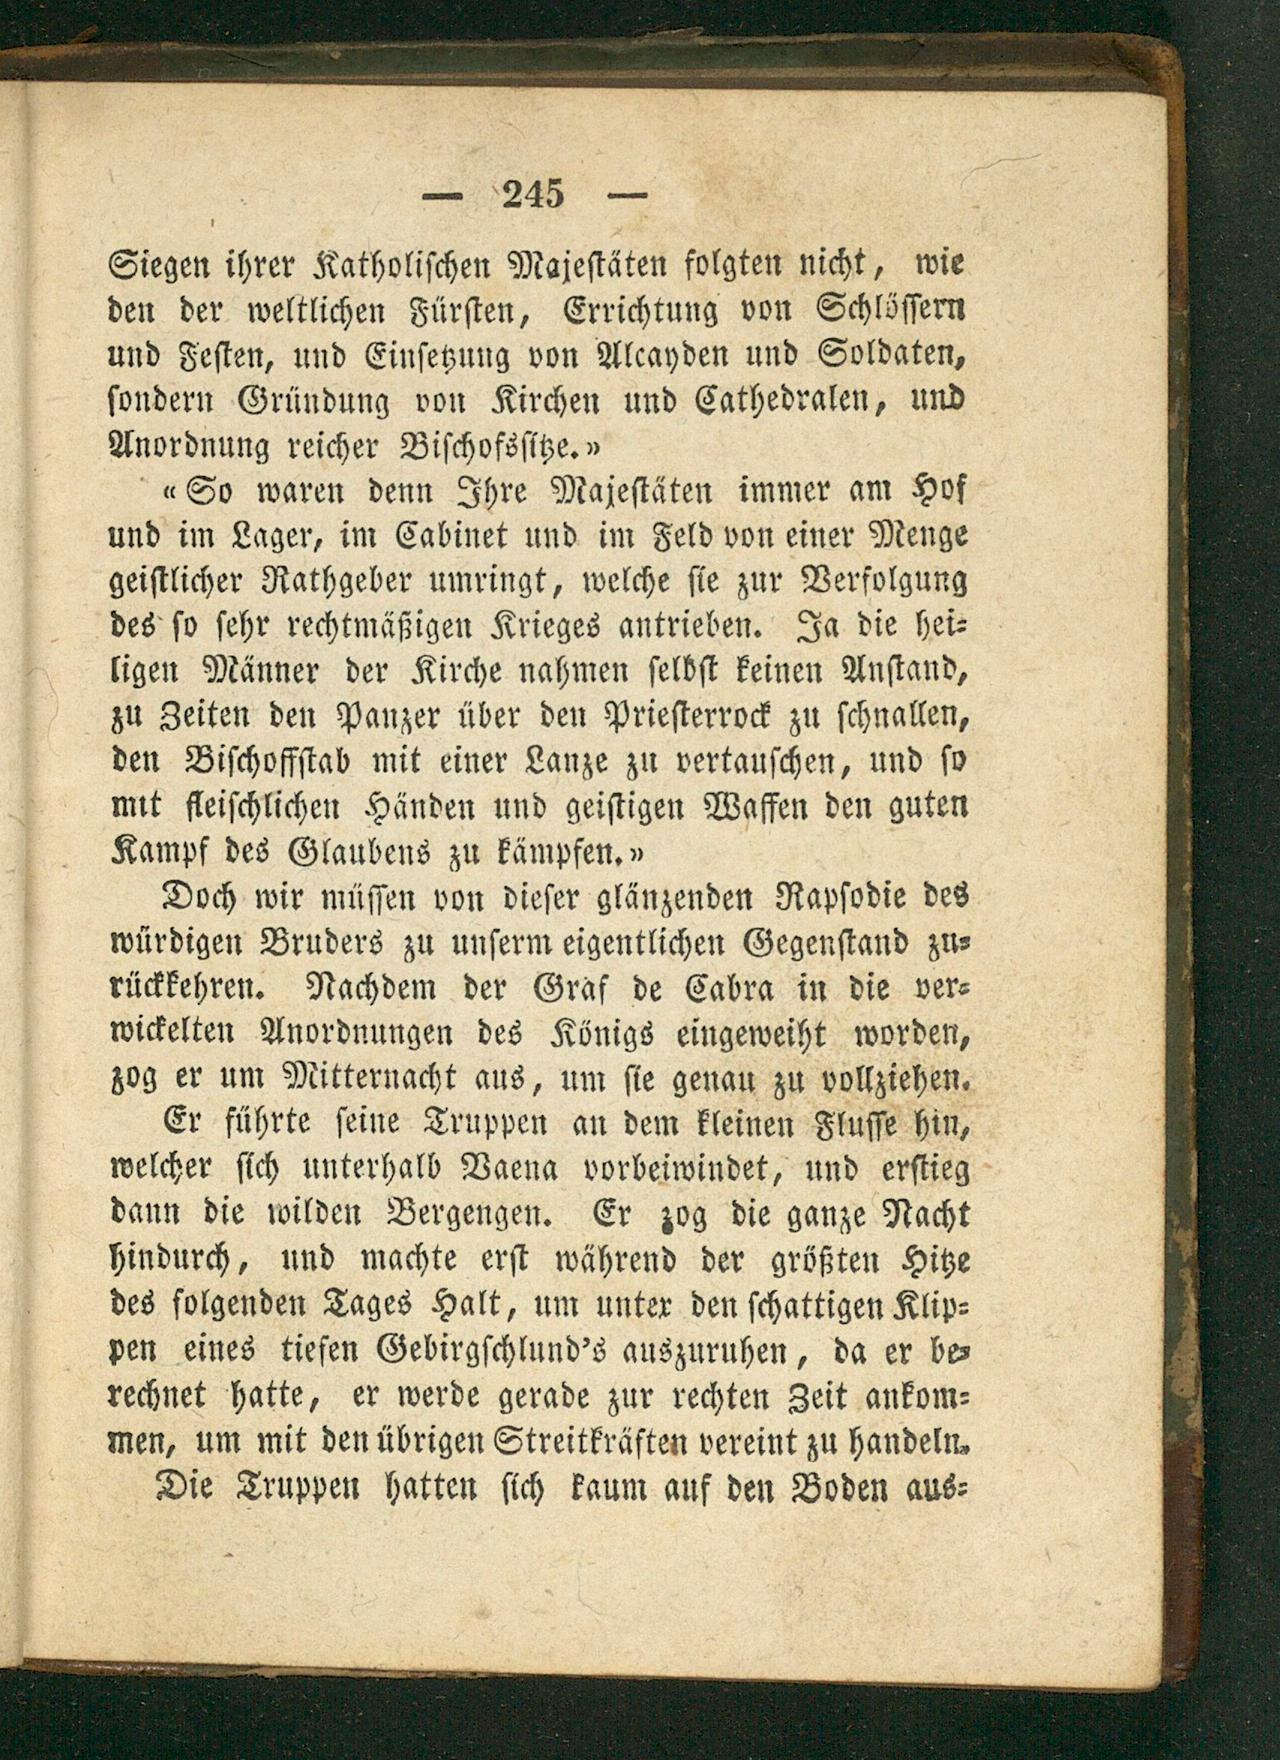 — 245 —
Siegen ihrer Katholischen Majestäten folgten nicht, wie
den der weltlichen Fürsten, Errichtung von Schlössern
und Festen, und Einsetzung von Alcayden und Soldaten,
sondern Gründung von Kirchen und Cathedralen, und
Anordnung reicher Bischofssitze.»
«So waren denn Ihre Majestäten immer am Hof
und im Lager, im Cabinet und im Feld von einer Menge
geistlicher Rathgeber umringt, welche sie zur Verfolgung
des so sehr rechtmäßigen Krieges antrieben. Ja die hei-
ligen Männer der Kirche nahmen selbst keinen Anstand,
zu Zeiten den Panzer über den Priesterrock zu schnallen,
den Bischoffstab mit einer Lanze zu vertauschen, und so
mit fleischlichen Händen und geistigen Waffen den guten
Kampf des Glaubens zu kämpfen.»
Doch wir müssen von dieser glänzenden Rapsodie des
würdigen Bruders zu unserm eigentlichen Gegenstand zu-
rückkehren. Nachdem der Graf de Cabra in die ver-
wickelten Anordnungen des Königs eingeweiht worden,
zog er um Mitternacht aus, um sie genau zu vollziehen.
Er führte seine Truppen an dem kleinen Flusse hin,
welcher sich unterhalb Vaena vorbeiwindet, und erstieg
dann die wilden Bergengen. Er zog die ganze Nacht
hindurch, und machte erst während der größten Hitze
des folgenden Tages Halt, um unter den schattigen Klip-
pen eines tiefen Gebirgschlund's auszuruhen, da er be-
rechnet hatte, er werde gerade zur rechten Zeit ankom-
men, um mit den übrigen Streitkräften vereint zu handeln.
Die Truppen hatten sich kaum auf den Boden aus-